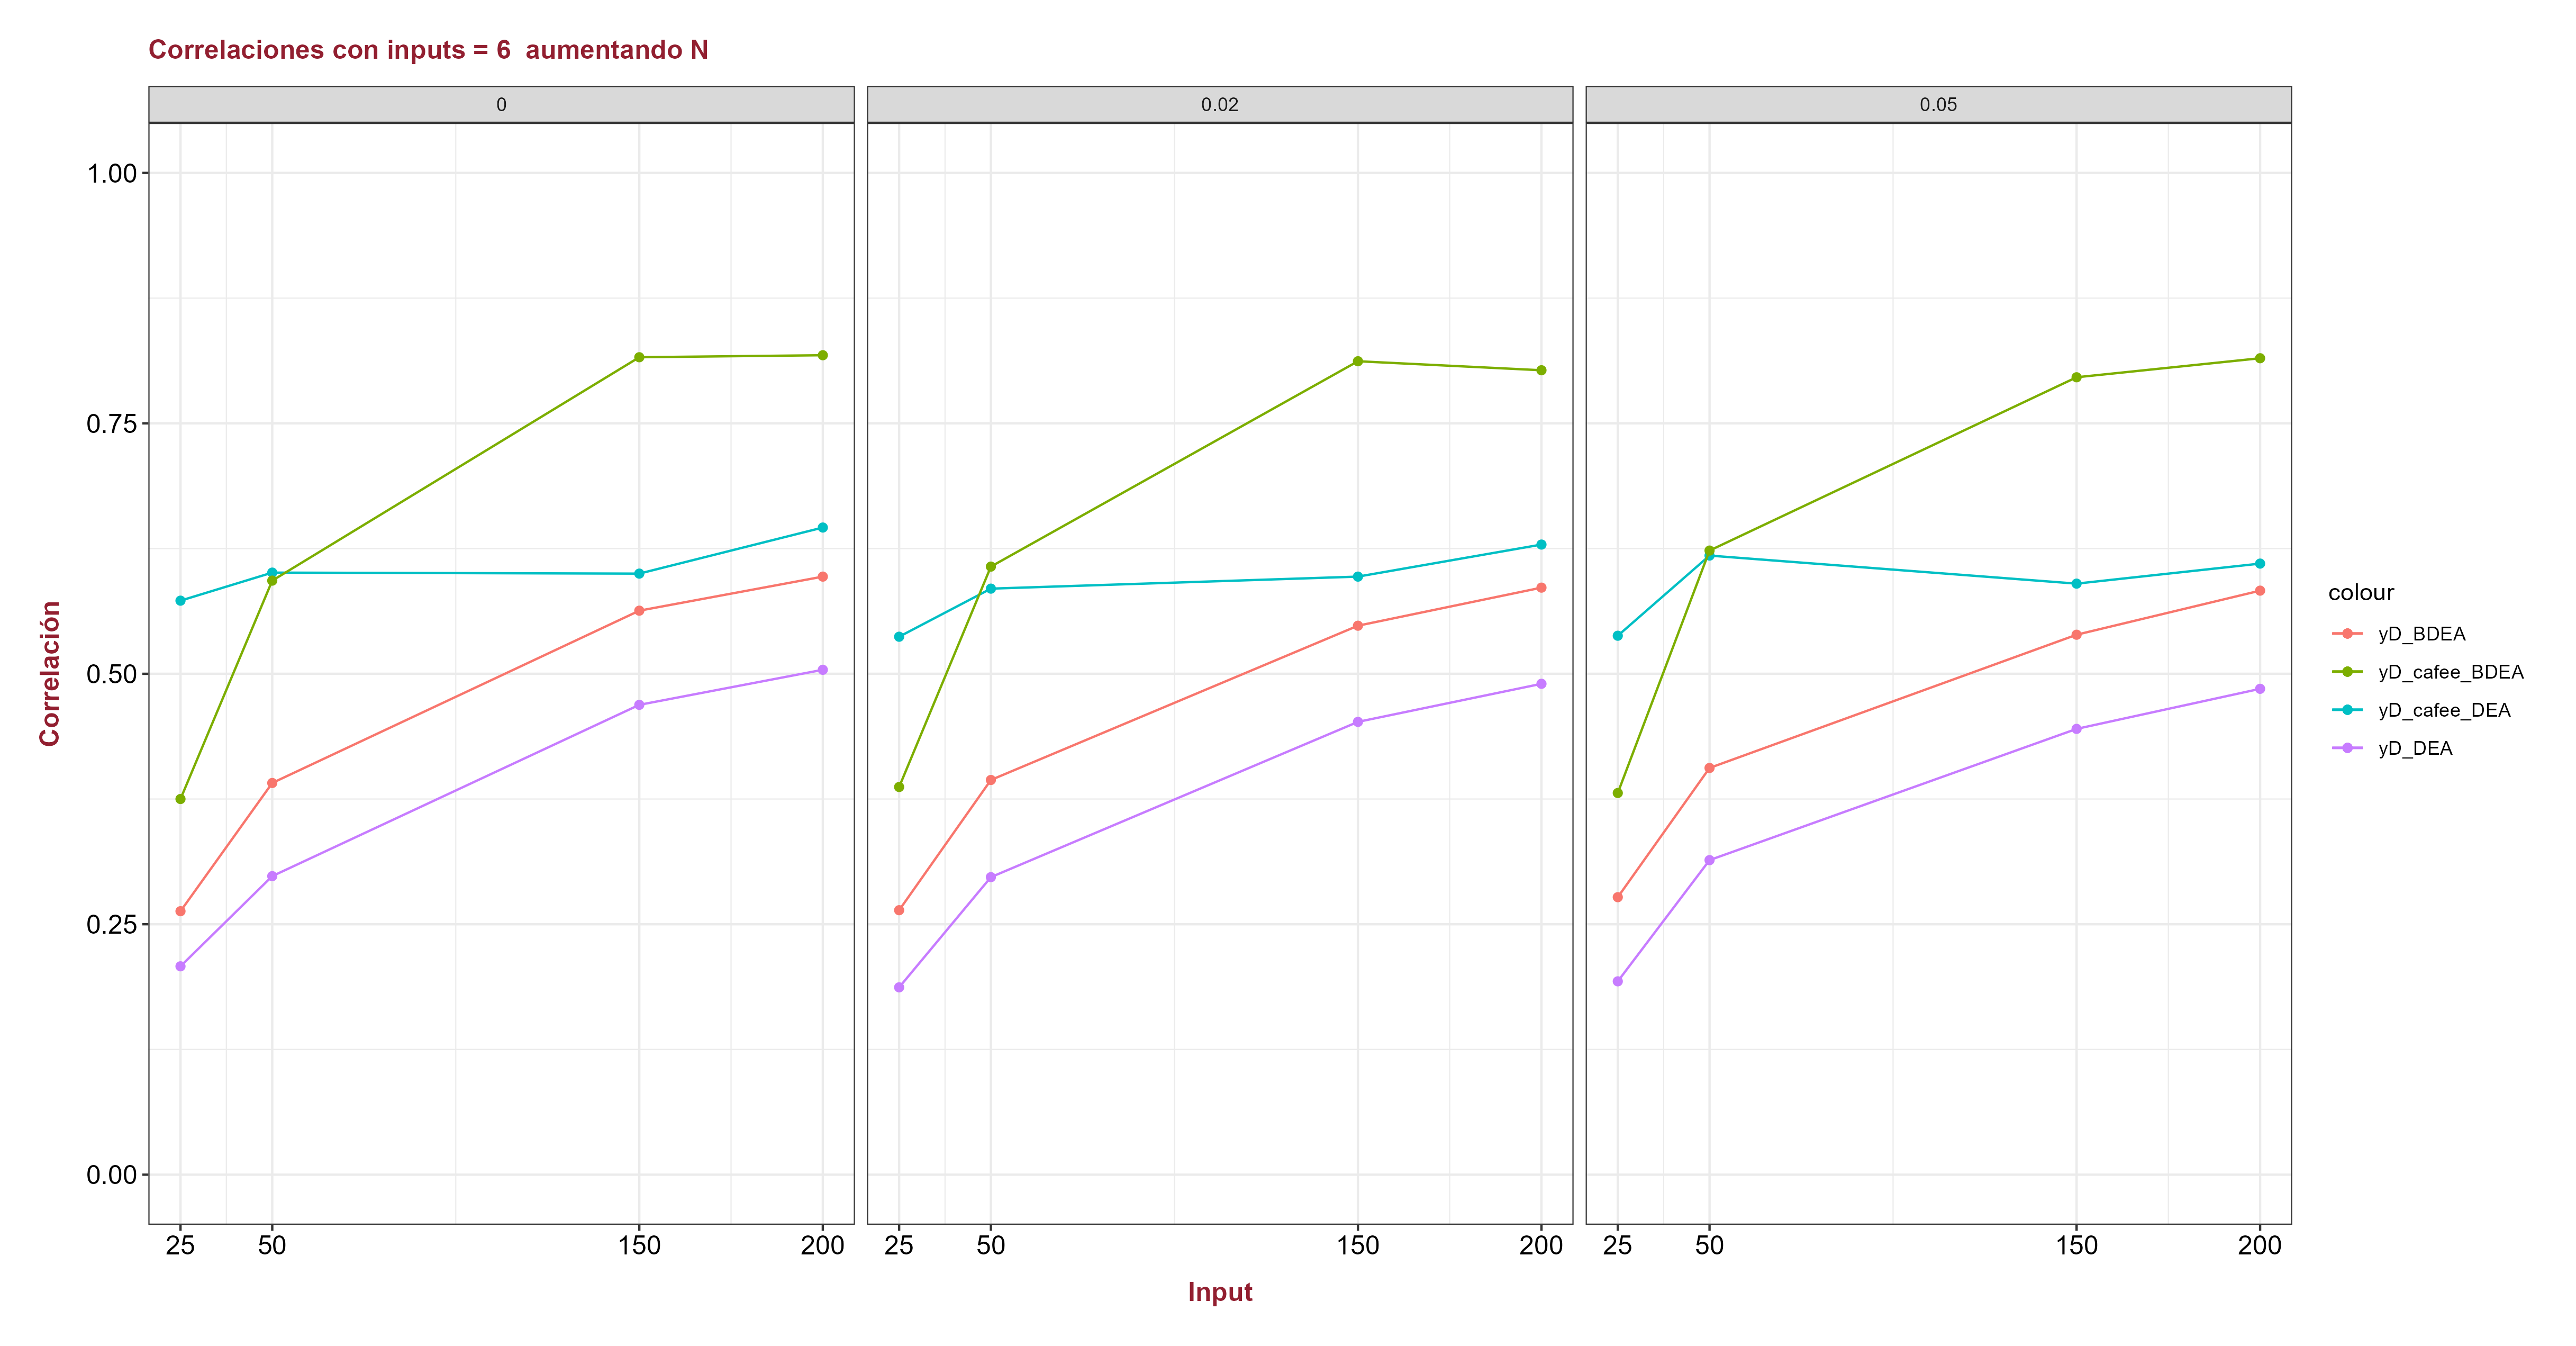 Correlaciones con inputs = 6  aumentando N
0
0.02
0.05
1.00
0.75
0.50
0.25
0.00
Correlación
25 50 150 200
25 50 150 200
25 50 150 200
Input
colour
yD_BDEA
yD_cafee_BDEA
yD_cafee_DEA
yD_DEA